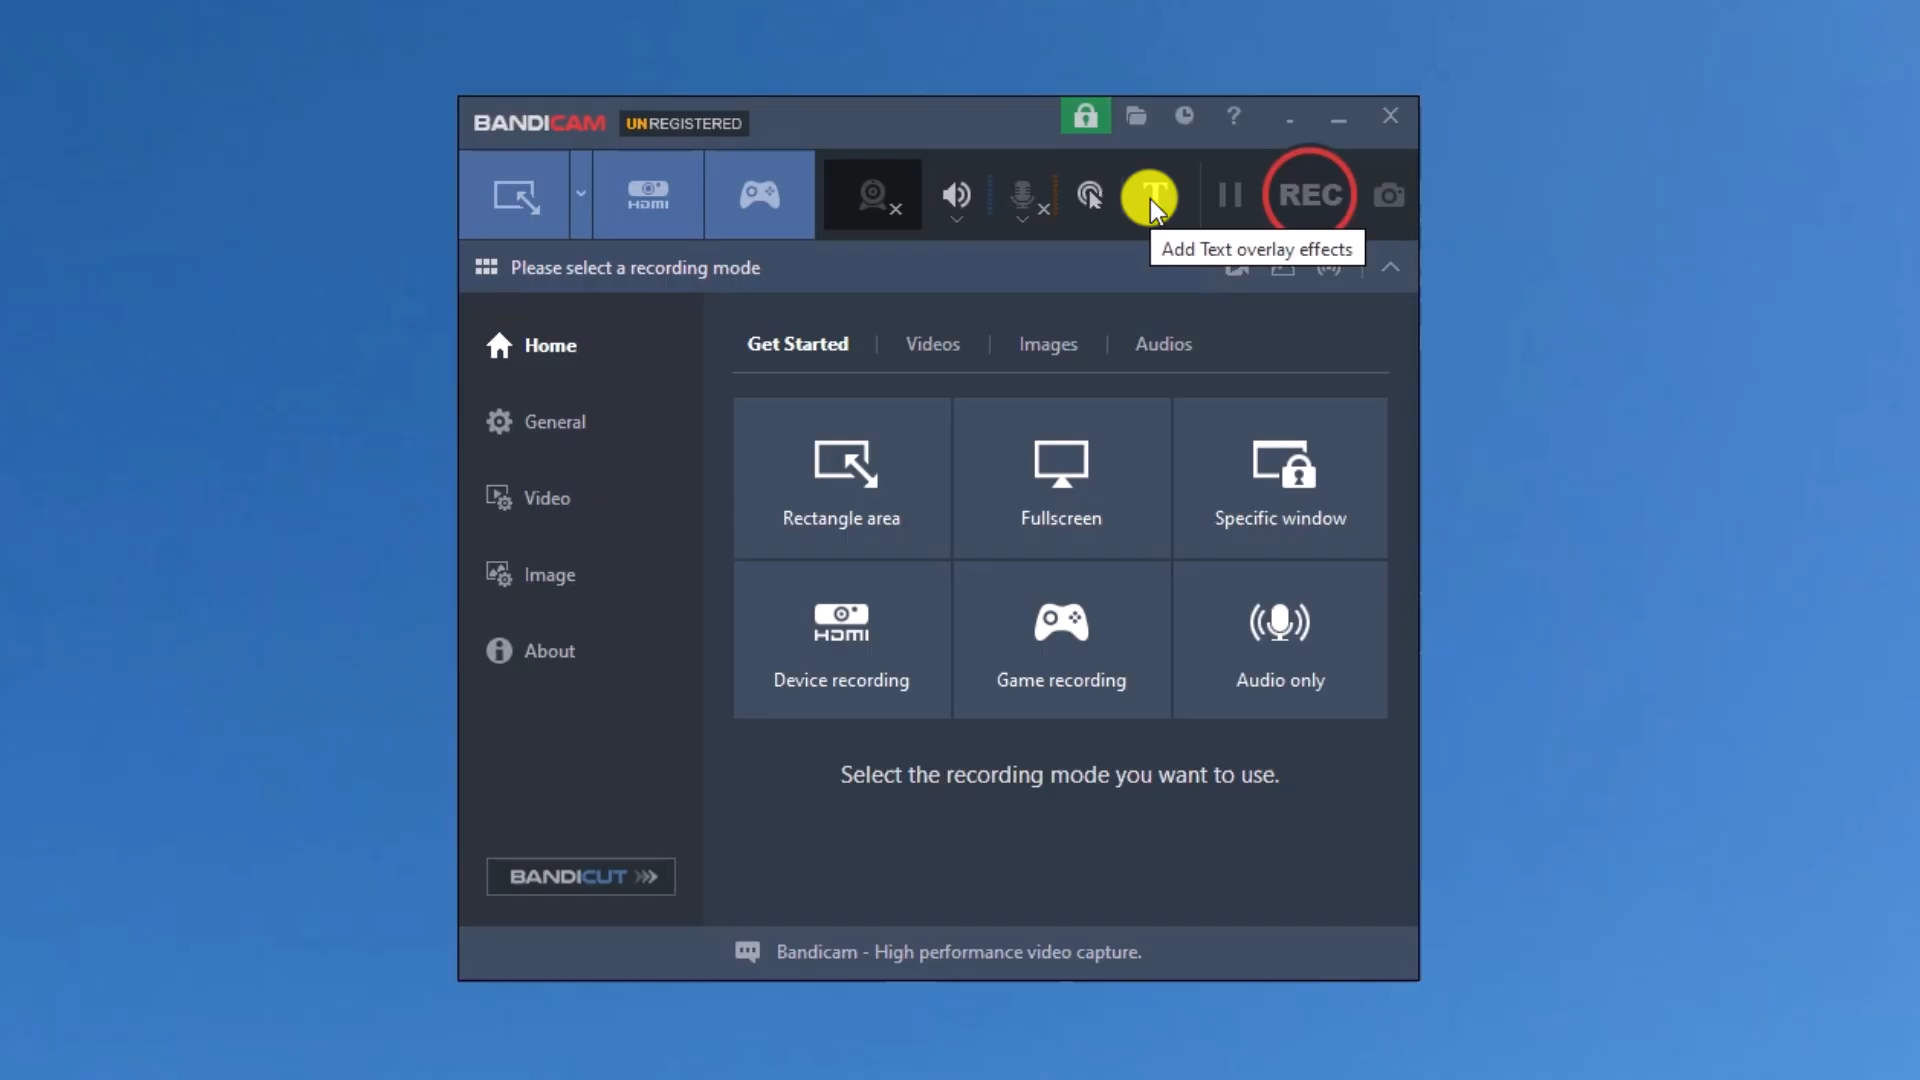 BANDICAM UNREGISTERED ?
HDMI T REC
Add Text overlay effects
Please select a recording mode
Home
General
Video
Image
About
Get Started Videos Images Audios
Rectangle area Fullscreen Specific window
HDMI
Device recording Game recording Audio only
Select the recording mode you want to use.
BANDICUT
Bandicam - High performance video capture.